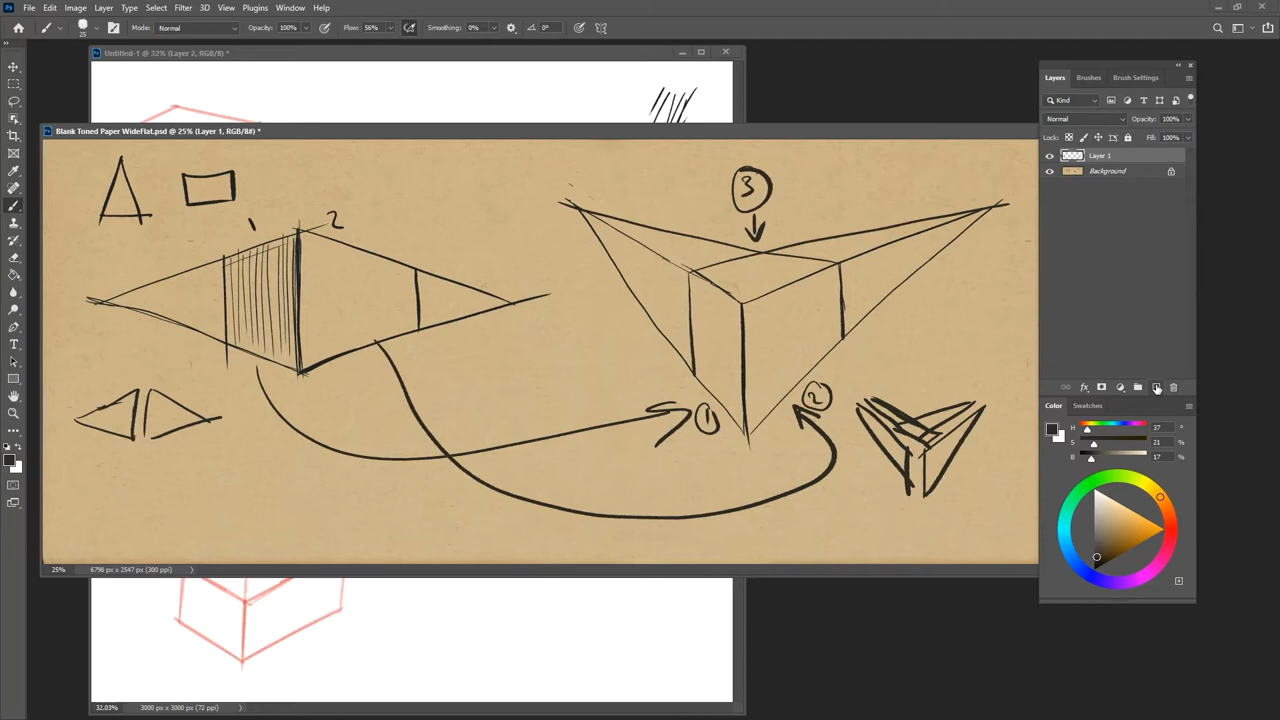 Ps File Edit Image Layer Type Select Filter 3D View Plugins Window Help
25 Mode: Normal Opacity: 100% Flow: 56% Smoothing: 0% 0°
Untitled-1 @ 32% (Layer 2, RGB/8) *
Blank Toned Paper WideFlat.psd @ 25% (Layer 1, RGB/8#) *
1 2
3
1
2
25% 6798 px x 2547 px (300 ppi)
32.03% 3000 px x 3000 px (72 ppi)
Layers Brushes Brush Settings
Kind
Normal Opacity: 100%
Lock: Fill: 100%
Layer 1
Background
fx
Color Swatches
H 37 °
S 21 %
B 17 %